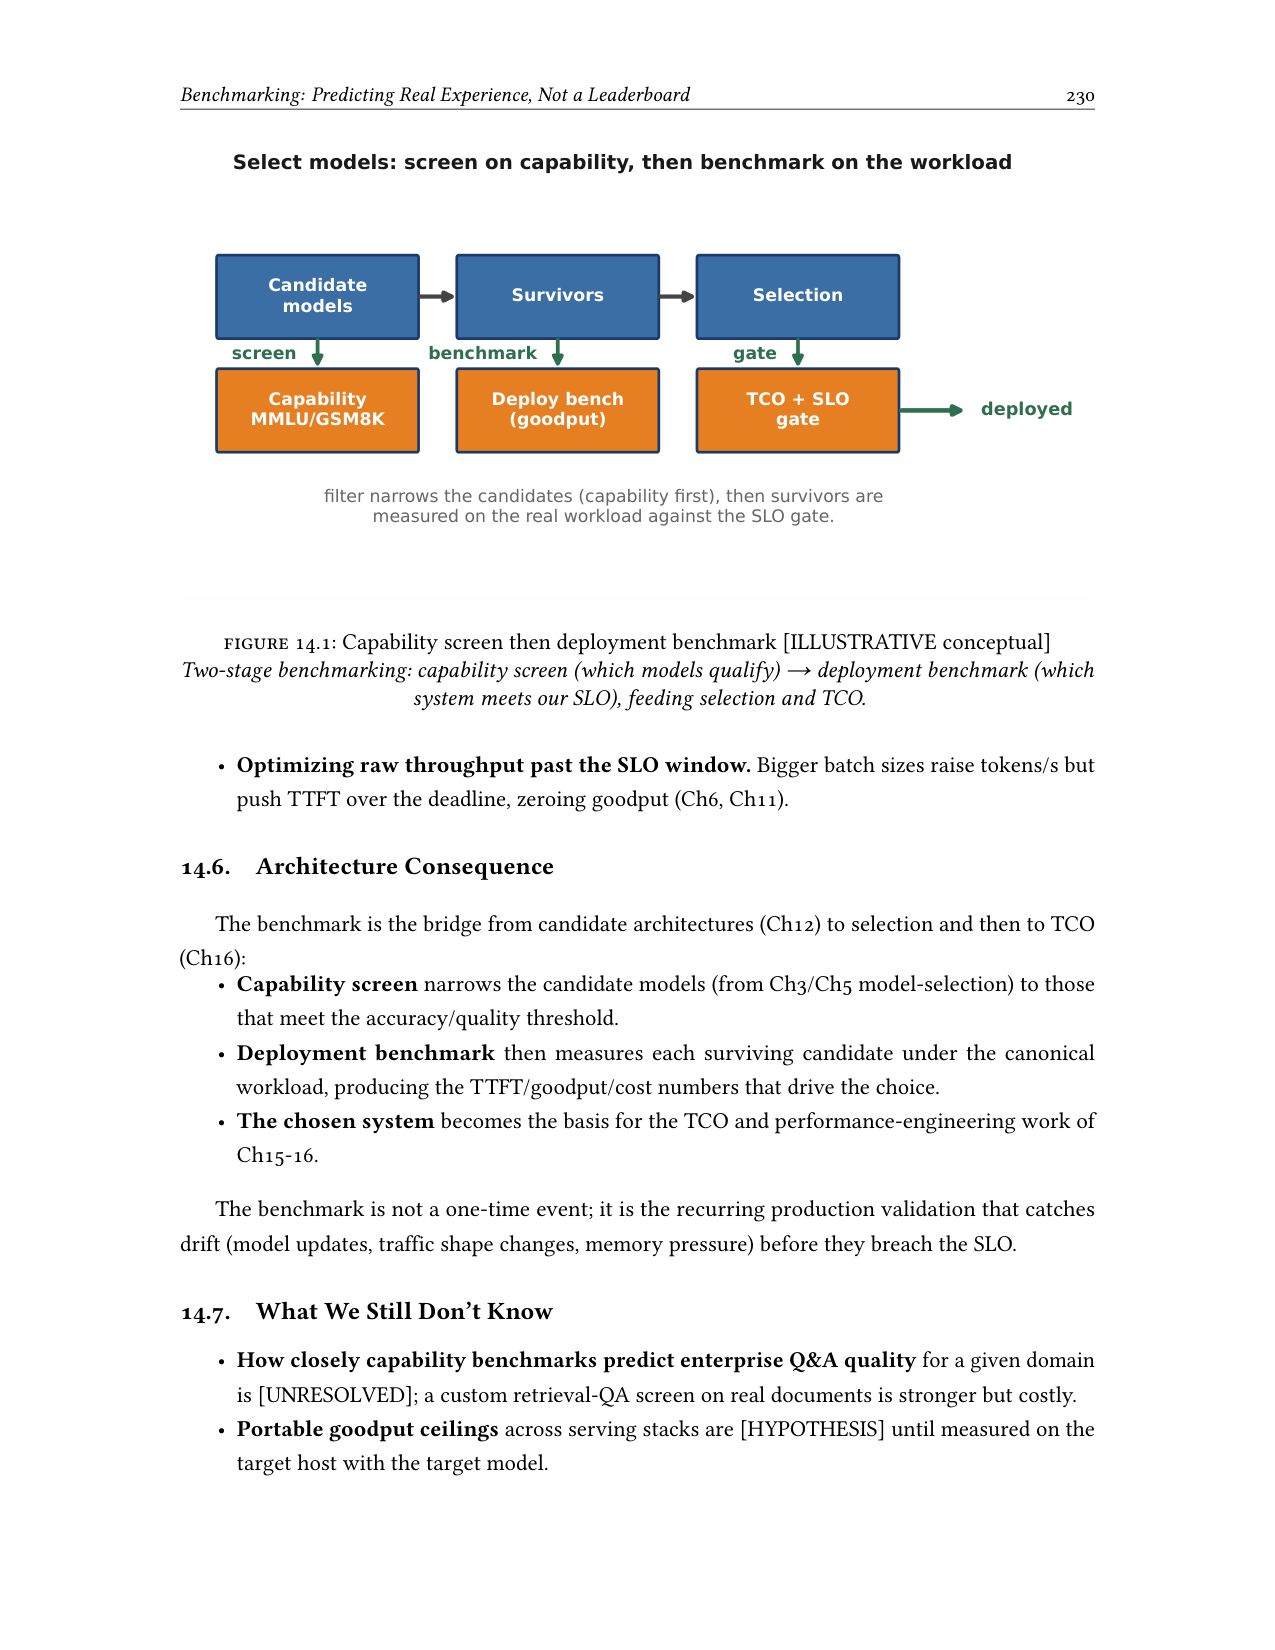 Benchmarking: Predicting Real Experience, Not a Leaderboard 230
Select models: screen on capability, then benchmark on the workload
Candidate
models
Survivors
Selection
screen
benchmark
gate
Capability
MMLU/GSM8K
Deploy bench
(goodput)
TCO + SLO
gate
deployed
filter narrows the candidates (capability first), then survivors are
measured on the real workload against the SLO gate.
FIGURE 14.1: Capability screen then deployment benchmark [ILLUSTRATIVE conceptual]
Two-stage benchmarking: capability screen (which models qualify) → deployment benchmark (which
system meets our SLO), feeding selection and TCO.
• Optimizing raw throughput past the SLO window. Bigger batch sizes raise tokens/s but
push TTFT over the deadline, zeroing goodput (Ch6, Ch11).
14.6. Architecture Consequence
The benchmark is the bridge from candidate architectures (Ch12) to selection and then to TCO
(Ch16):
• Capability screen narrows the candidate models (from Ch3/Ch5 model-selection) to those
that meet the accuracy/quality threshold.
• Deployment benchmark then measures each surviving candidate under the canonical
workload, producing the TTFT/goodput/cost numbers that drive the choice.
• The chosen system becomes the basis for the TCO and performance-engineering work of
Ch15-16.
The benchmark is not a one-time event; it is the recurring production validation that catches
drift (model updates, traffic shape changes, memory pressure) before they breach the SLO.
14.7. What We Still Don’t Know
• How closely capability benchmarks predict enterprise Q&A quality for a given domain
is [UNRESOLVED]; a custom retrieval-QA screen on real documents is stronger but costly.
• Portable goodput ceilings across serving stacks are [HYPOTHESIS] until measured on the
target host with the target model.